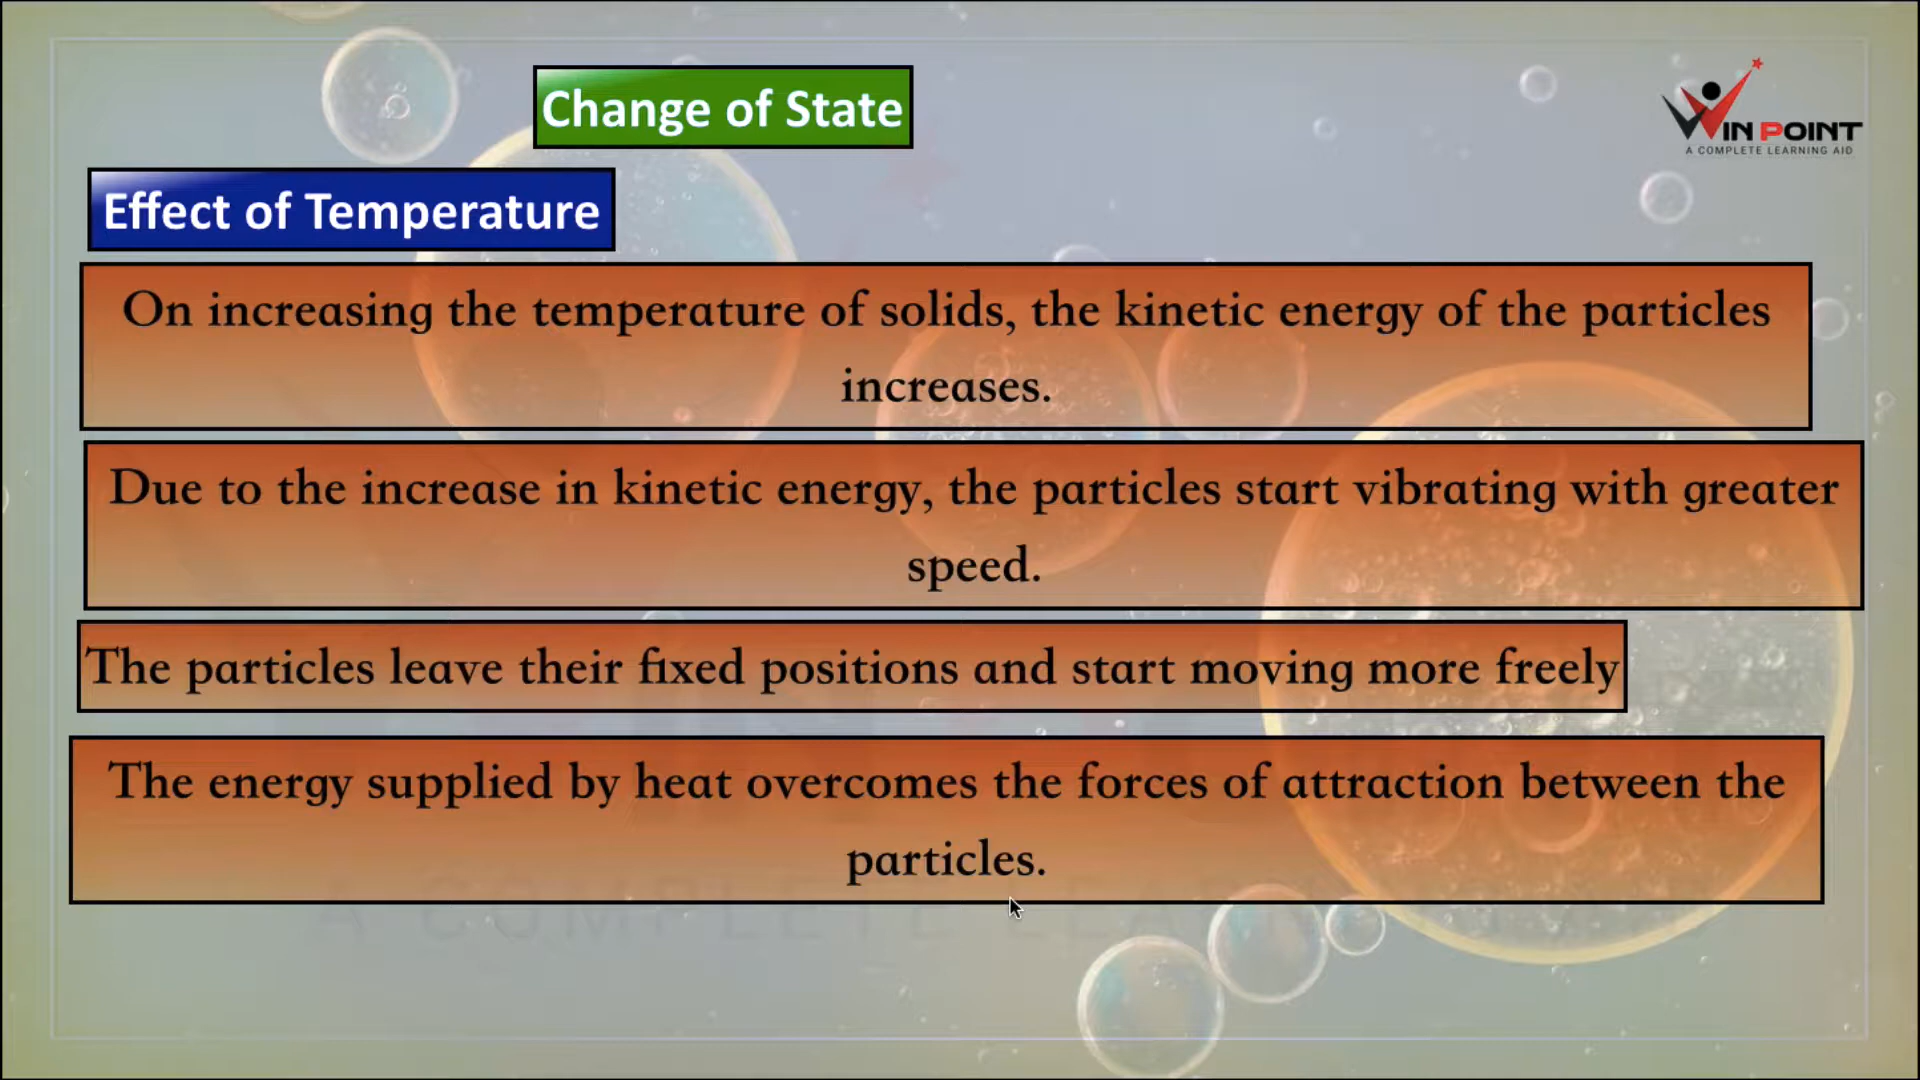 Change of State
WIN POINT
A COMPLETE LEARNING AID
Effect of Temperature
On increasing the temperature of solids, the kinetic energy of the particles
increases.
Due to the increase in kinetic energy, the particles start vibrating with greater
speed.
The particles leave their fixed positions and start moving more freely
The energy supplied by heat overcomes the forces of attraction between the
particles.